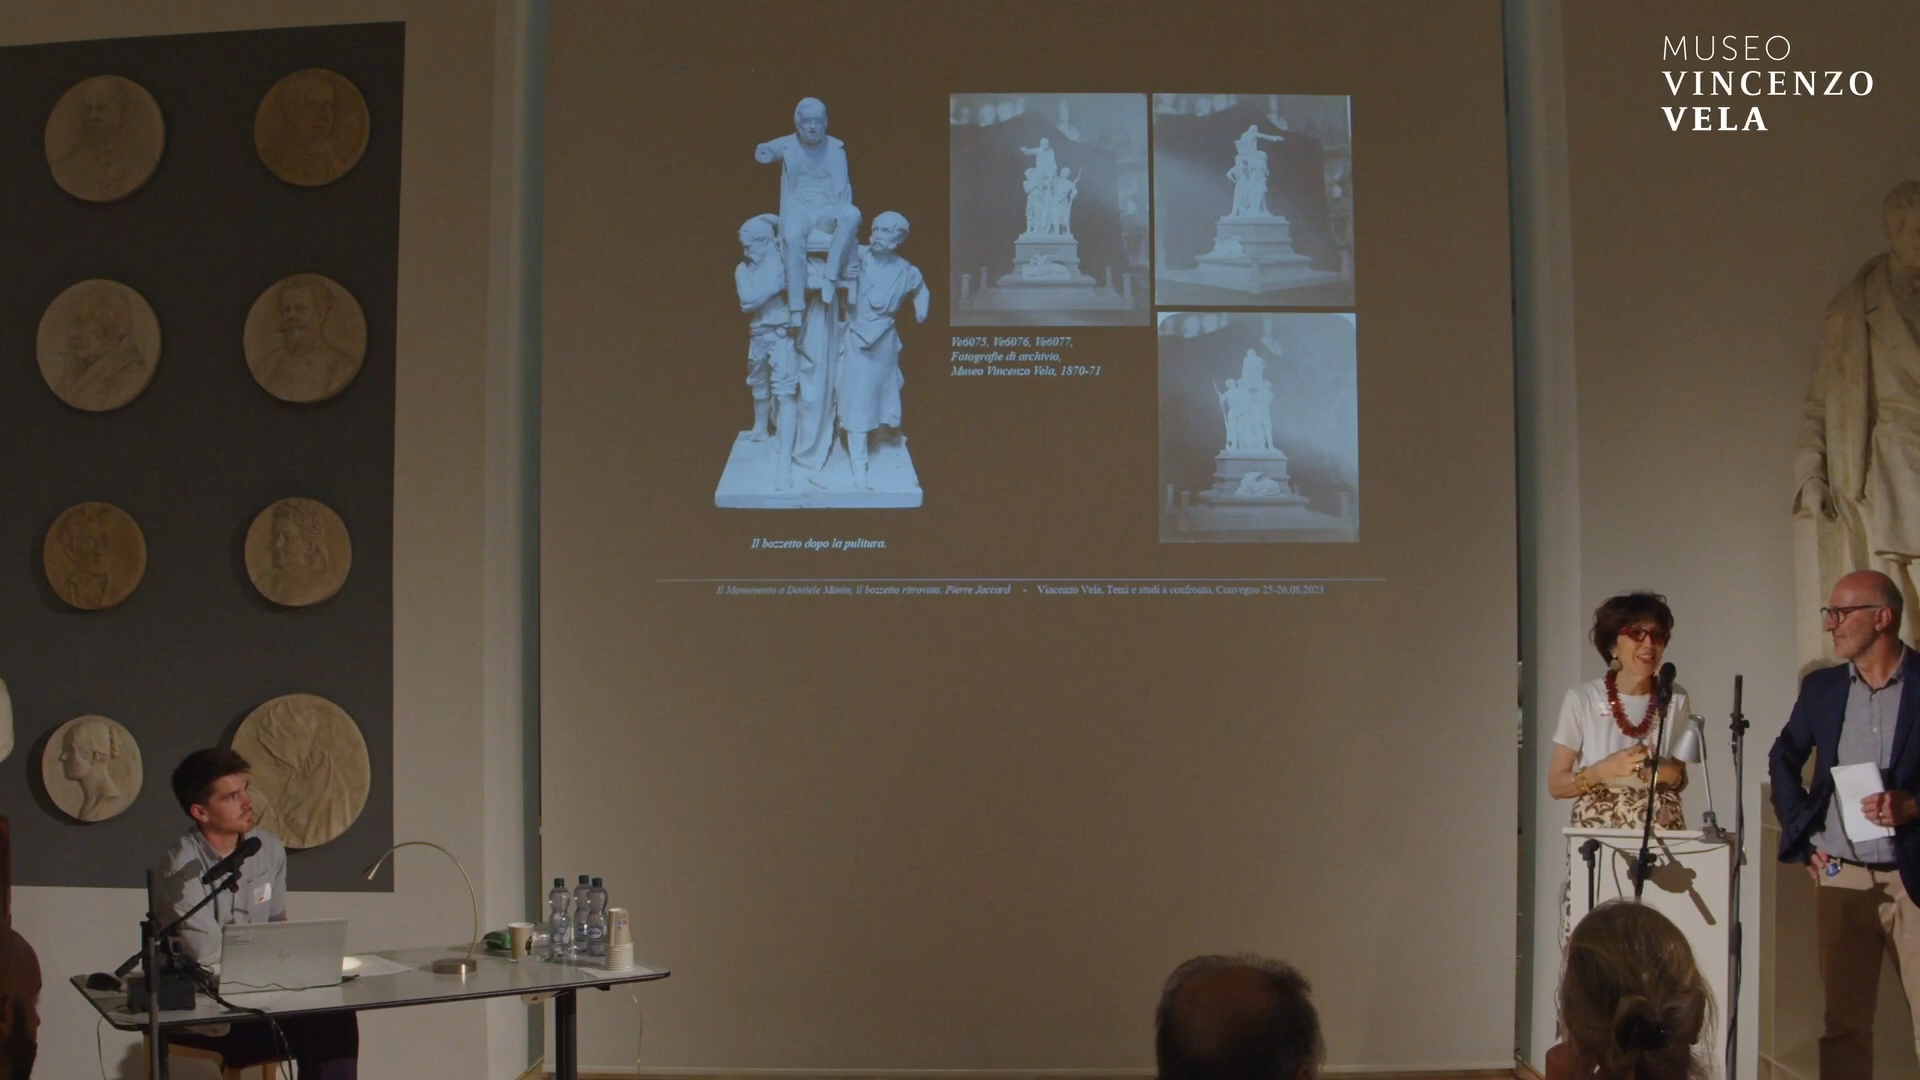 MUSEO
VINCENZO
VELA
Ve6075, Ve6076, Ve6077,
Fotografie di archivio,
Museo Vincenzo Vela, 1870-71
Il bozzetto dopo la pulitura.
Il Monumento a Daniele Manin, il bozzetto ritrovato. Pierre Jaccard - Vincenzo Vela, Temi e studi a confronto, Convegno 25-26.08.2023